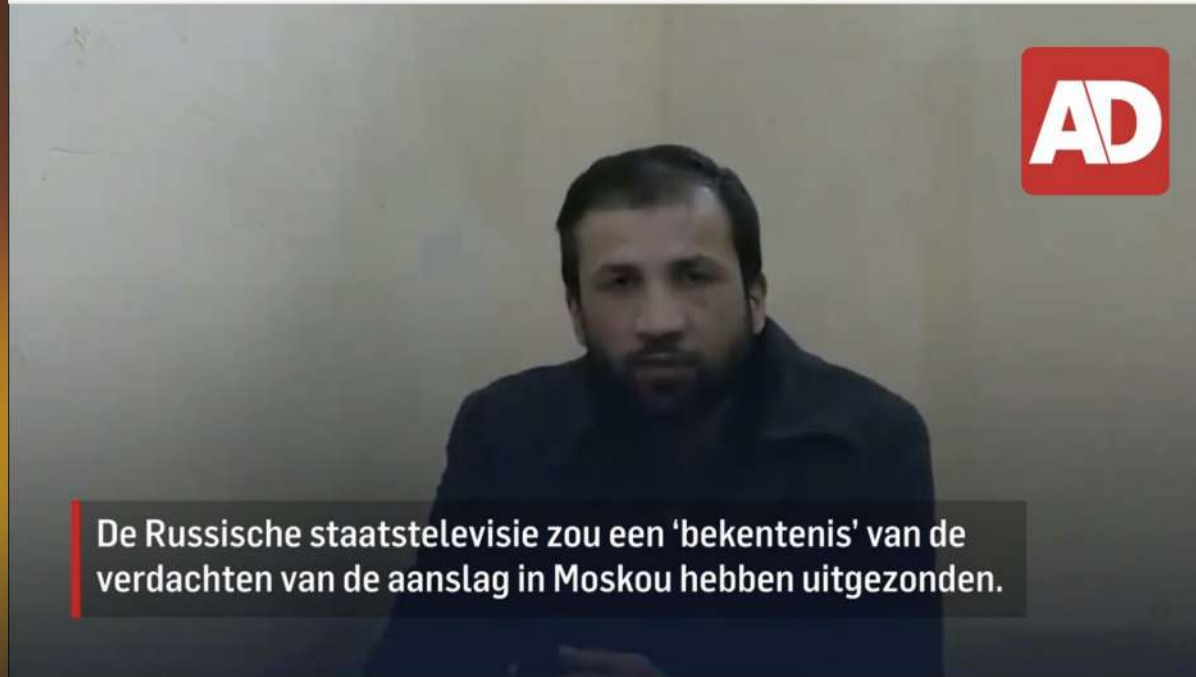 AD
De Russische staatstelevisie zou een ‘bekentenis’ van de
verdachten van de aanslag in Moskou hebben uitgezonden.